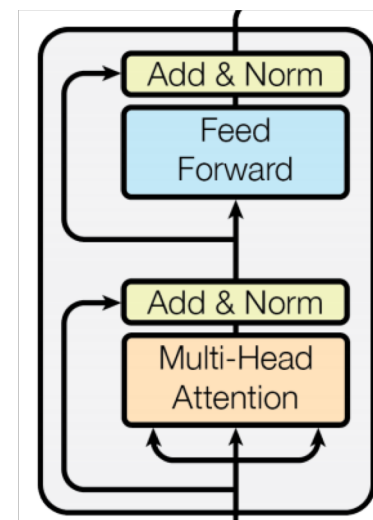 Add & Norm
Feed
Forward
Add & Norm
Multi-Head
Attention